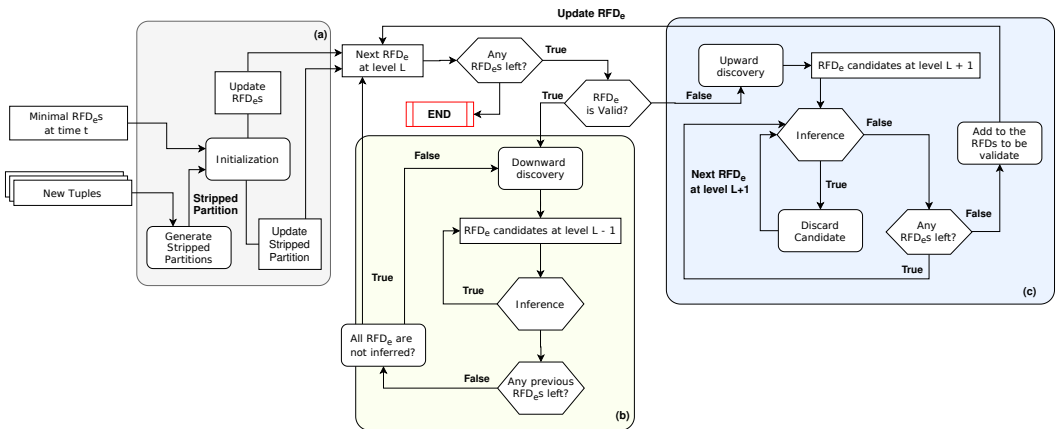 Update RFDe
(a)
Next RFDe
at level L
Any
RFDes left?
True
Upward
discovery
RFDe candidates at level L + 1
Update
RFDes
RFDe
is Valid?
False
True
END
Minimal RFDes
at time t
Inference
False
Add to the
RFDs to be
validate
Initialization
False
Downward
discovery
Next RFDe
at level L+1
True
New Tuples
Stripped
Partition
Generate
Stripped
Partitions
Update
Stripped
Partition
RFDe candidates at level L - 1
Discard
Candidate
Any
RFDes left?
False
True
True
True
Inference
(c)
All RFDe are
not inferred?
False
Any previous
RFDes left?
(b)